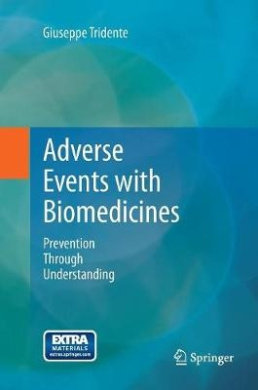 Giuseppe Tridente
Adverse
Events with
Biomedicines
Prevention
Through
Understanding
EXTRA
MATERIALS
extras.springer.com
Springer